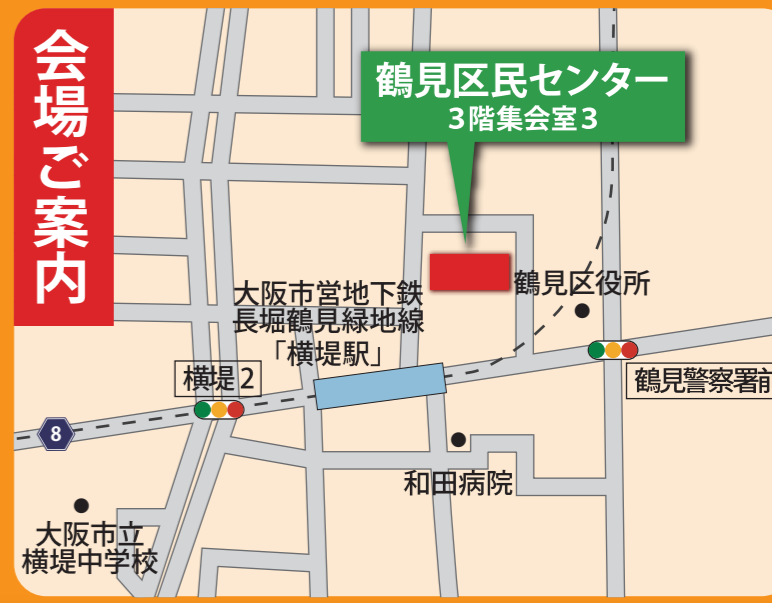 会場ご案内
鶴見区民センター
3階集会室3
大阪市営地下鉄
長堀鶴見緑地線
「横堤駅」
鶴見区役所
横堤2
鶴見警察署前
8
和田病院
大阪市立
横堤中学校